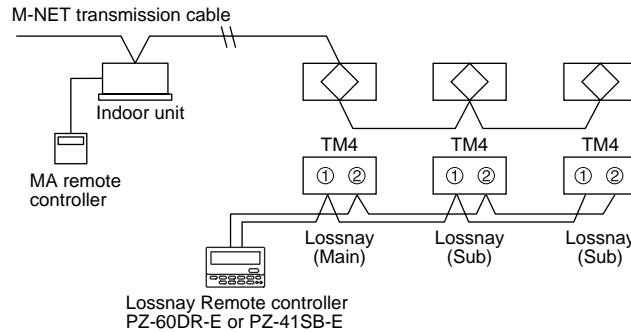 M-NET transmission cable
Indoor unit
MA remote
controller
TM4
TM4
TM4
① ②
① ②
① ②
Lossnay
(Main)
Lossnay
(Sub)
Lossnay
(Sub)
Lossnay Remote controller
PZ-60DR-E or PZ-41SB-E